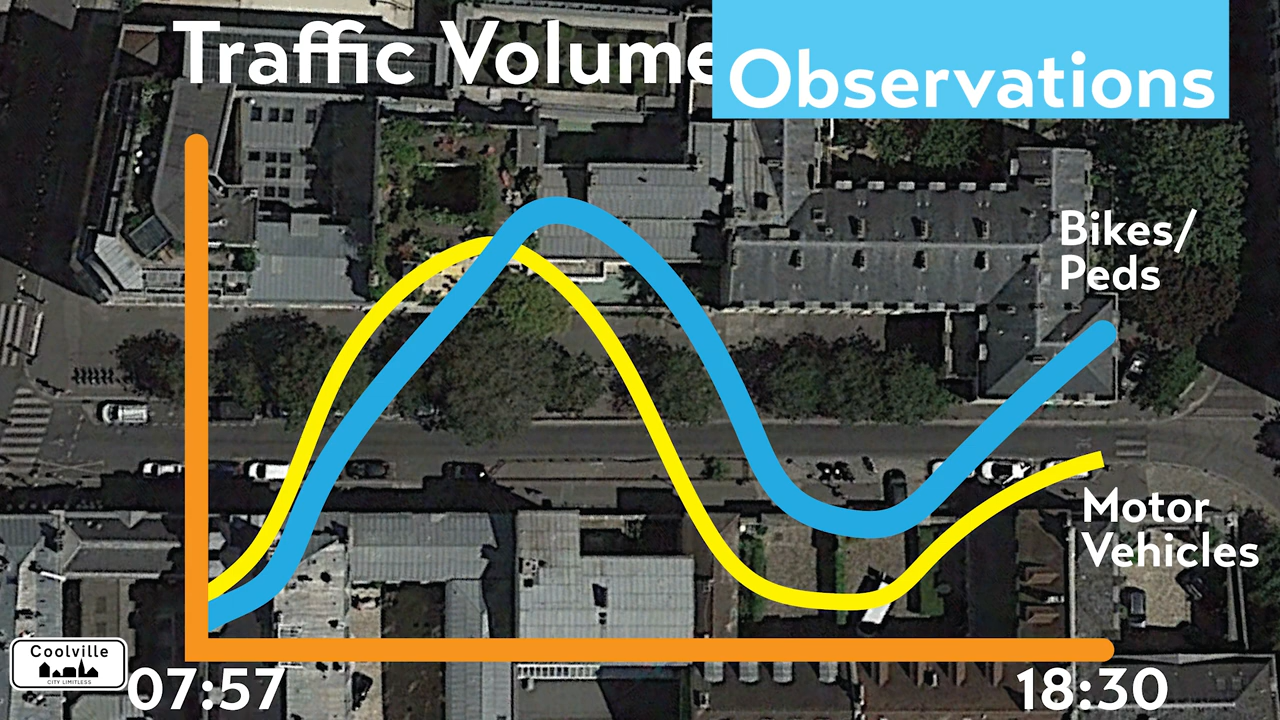 Traffic Volume
Observations
Bikes/
Peds
Motor
Vehicles
Coolville
CITY LIMITLESS
07:57
18:30